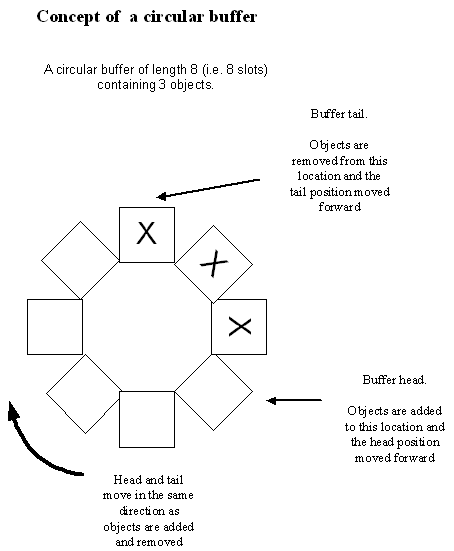 Concept of a circular buffer
A circular buffer of length 8 (i.e. 8 slots)
containing 3 objects.
Buffer tail.
Objects are
removed from this
location and the
tail position moved
forward
X
X
X
Buffer head.
Objects are added
to this location and
the head position
moved forward
Head and tail
move in the same
direction as
objects are added
and removed